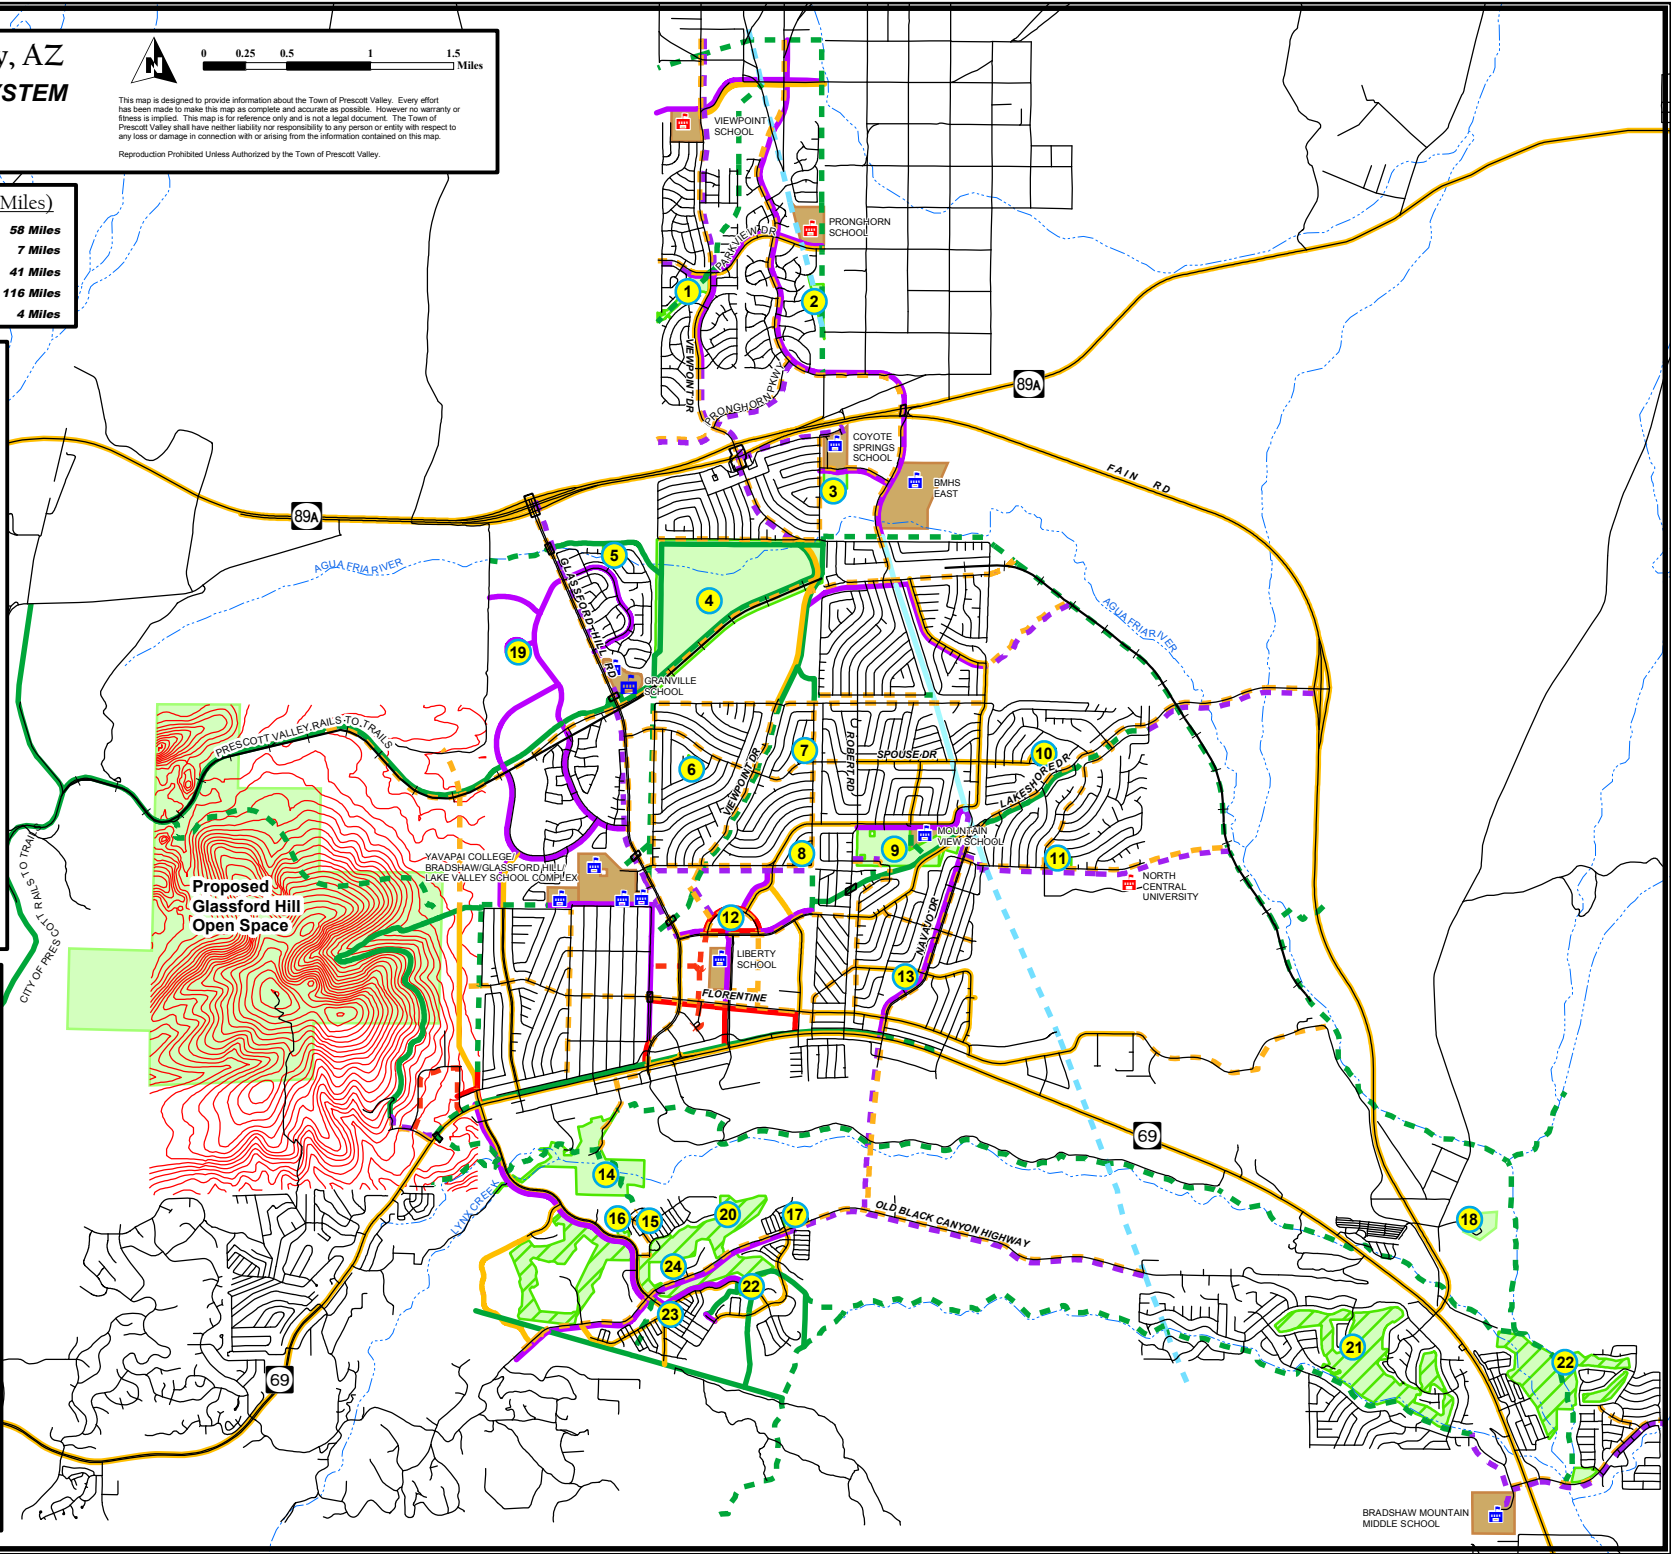 y, AZ
YSTEM
N
0 0.25 0.5 1 1.5
Miles
This map is designed to provide information about the Town of Prescott Valley. Every effort
has been made to make this map as complete and accurate as possible. However no warranty or
fitness is implied. This map is for reference only and is not a legal document. The Town of
Prescott Valley shall have neither liability nor responsibility to any person or entity with respect to
any loss or damage in connection with or arising from the information contained on this map.
Reproduction Prohibited Unless Authorized by the Town of Prescott Valley.
Miles)
58 Miles
7 Miles
41 Miles
116 Miles
4 Miles
VIEWPOINT
SCHOOL
PRONGHORN
SCHOOL
PARKVIEW DR
1
2
VIEWPOINT DR
PRONGHORN PKWY
89A
COYOTE
SPRINGS
SCHOOL
3
BMHS
EAST
FAIN RD
89A
AGUA FRIA RIVER
5
GLASSFORD HILL RD
4
AGUA FRIA RIVER
19
GRANVILLE
SCHOOL
PRESCOTT VALLEY RAILS TO TRAILS
6
VIEWPOINT DR
7
ROBERT RD
SPOUSE DR
10
LAKESHORE DR
MOUNTAIN
VIEW SCHOOL
8
9
11
NORTH
CENTRAL
UNIVERSITY
YAVAPAI COLLEGE/
BRADSHAW/GLASSFORD HILL/
LAKE VALLEY SCHOOL COMPLEX
CITY OF PRESCOTT RAILS TO TRAIL
Proposed
Glassford Hill
Open Space
12
NAVAJO DR
LIBERTY
SCHOOL
13
FLORENTINE
69
14
LYNX CREEK
16
15
20
17
OLD BLACK CANYON HIGHWAY
18
24
22
23
21
22
69
BRADSHAW MOUNTAIN
MIDDLE SCHOOL